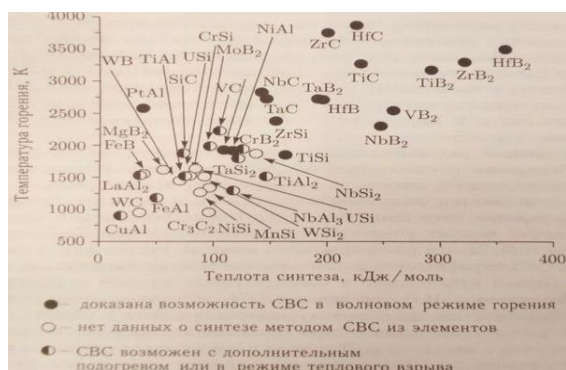 Температура горения, К
4000
3500
3000
2500
2000
1500
1000
500
0
100
200
300
400
Теплота синтеза, кДж/моль
WB
TiAl
CrSi
USi
MoB₂
NiAl
SiC
VC
PtAl
NbC
TaC
ZrC
HfC
TiC
TaB₂
HfB
ZrSi
TiB₂
ZrB₂
HfB₂
VB₂
NbB₂
MgB₂
FeB
CrB₂
TiSi
LaAl₂
TaSi₂
TiAl₂
NbSi₂
WC
CuAl
FeAl
Cr₃C₂
NiSi
MnSi
WSi₂
NbAl₃
USi
— доказана возможность СВС в волновом режиме горения
— нет данных о синтезе методом СВС из элементов
— СВС возможен с дополнительным
подогревом или в режиме теплового взрыва